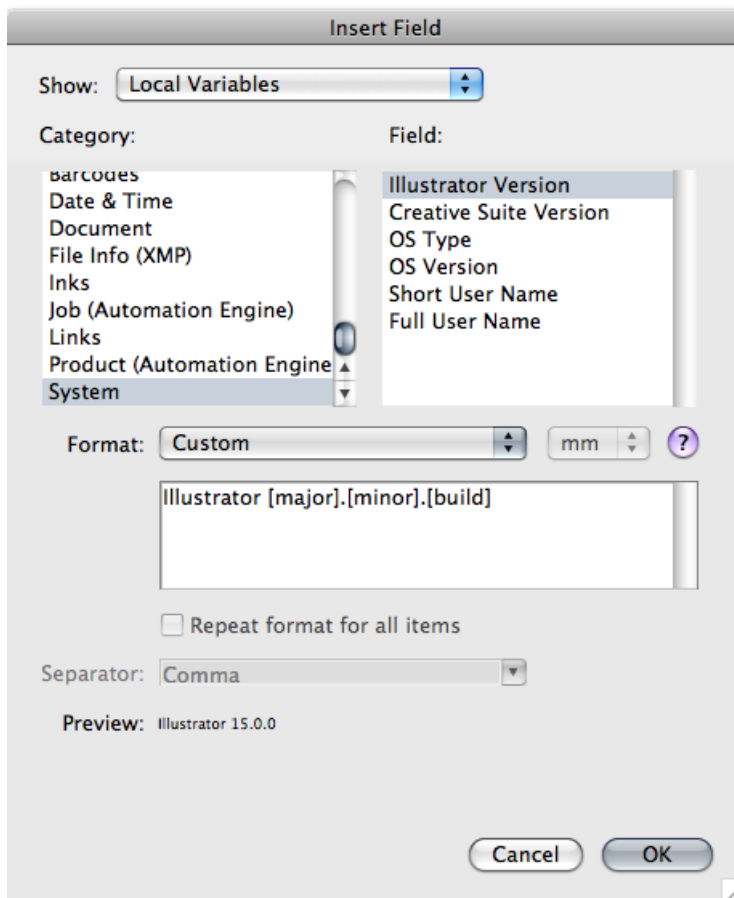 Insert Field
Show: Local Variables
Category:
Field:
Barcodes
Date & Time
Document
File Info (XMP)
Inks
Job (Automation Engine)
Links
Product (Automation Engine
System
Illustrator Version
Creative Suite Version
OS Type
OS Version
Short User Name
Full User Name
Format: Custom mm ?
Illustrator [major].[minor].[build]
Repeat format for all items
Separator: Comma
Preview: Illustrator 15.0.0
Cancel OK